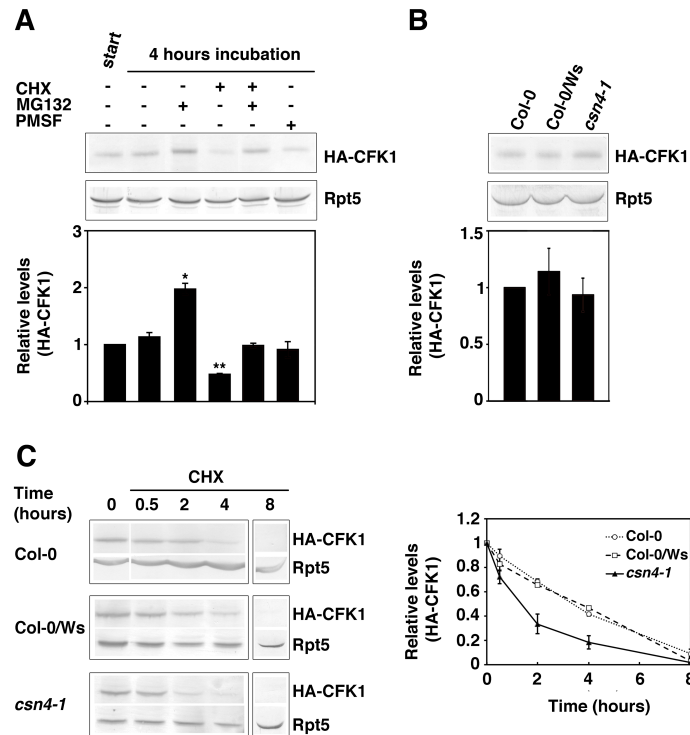 A
start
4 hours incubation
CHX - - - + + -
MG132 - - + - + -
PMSF - - - - - +
HA-CFK1
Rpt5
Relative levels
(HA-CFK1)
3
2
1
0
*
**
B
Col-0
Col-0/Ws
csn4-1
HA-CFK1
Rpt5
Relative levels
(HA-CFK1)
1.5
1
0.5
0
C
CHX
Time
(hours)
0 0.5 2 4 8
Col-0
HA-CFK1
Rpt5
Col-0/Ws
HA-CFK1
Rpt5
csn4-1
HA-CFK1
Rpt5
Relative levels
(HA-CFK1)
1.2
1
0.8
0.6
0.4
0.2
0
Col-0
Col-0/Ws
csn4-1
0 2 4 6 8
Time (hours)